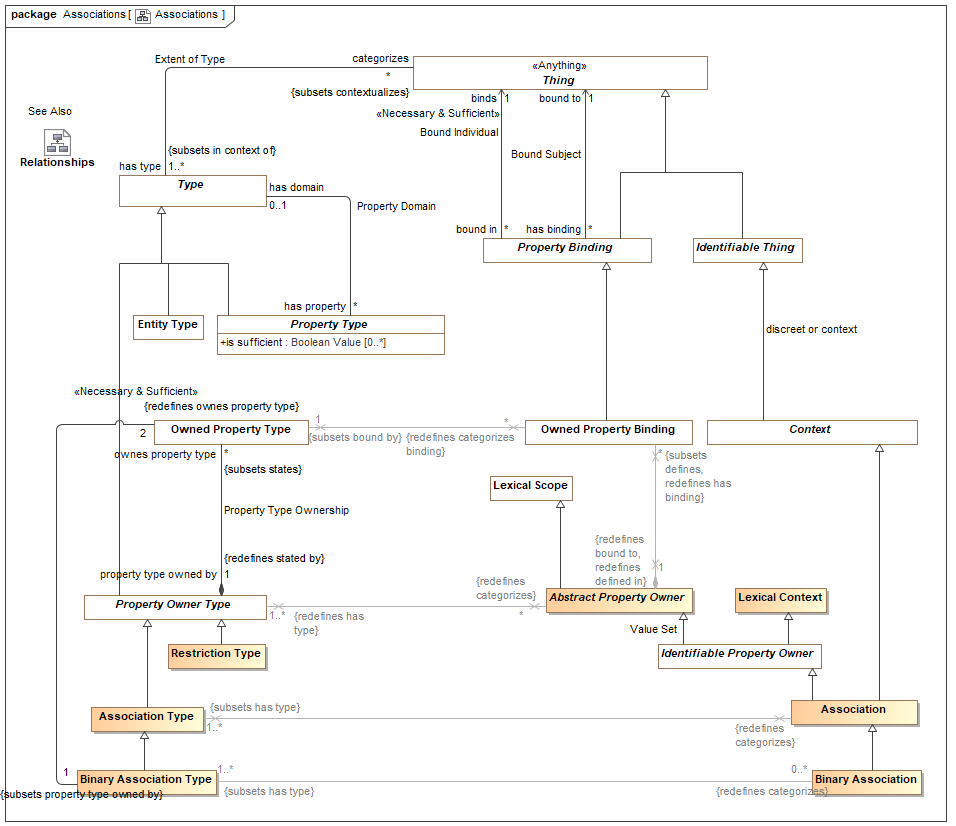 package Associations [ Associations ]
Extent of Type
categorizes
*
{subsets contextualizes}
«Anything»
Thing
See Also
Relationships
binds 1
bound to 1
«Necessary & Sufficient»
Bound Individual
Bound Subject
{subsets in context of}
has type 1..*
Type
has domain
0..1
Property Domain
bound in *
has binding *
Property Binding
Identifiable Thing
has property *
Entity Type
Property Type
+is sufficient : Boolean Value [0..*]
discreet or context
«Necessary & Sufficient»
{redefines ownes property type}
2
Owned Property Type
1
{subsets bound by}
*
{redefines categorizes
binding}
Owned Property Binding
Context
ownes property type *
{subsets states}
* {subsets
defines,
redefines has
binding}
Lexical Scope
Property Type Ownership
{redefines stated by}
property type owned by 1
{redefines
bound to,
redefines
defined in}
1
Property Owner Type
1..*
{redefines has
type}
{redefines
categorizes}
*
Abstract Property Owner
Lexical Context
Value Set
Restriction Type
Identifiable Property Owner
Association Type
{subsets has type}
1..*
{redefines
categorizes}
Association
1
Binary Association Type
1..*
{subsets has type}
0..*
{redefines categorizes}
Binary Association
{subsets property type owned by}